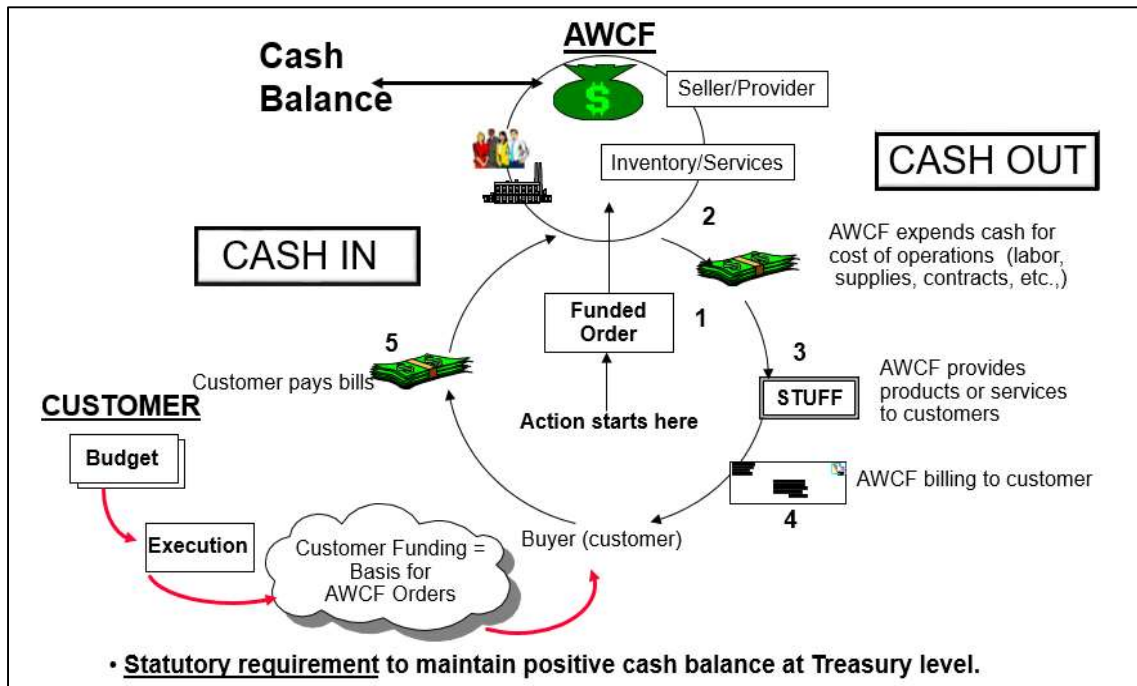 AWCF
Cash
Balance
$
Seller/Provider
Inventory/Services
CASH OUT
CASH IN
2
AWCF expends cash for
cost of operations (labor,
supplies, contracts, etc.,)
Funded
Order
1
5
3
Customer pays bills
AWCF provides
products or services
to customers
STUFF
CUSTOMER
Action starts here
Budget
AWCF billing to customer
4
Execution
Buyer (customer)
Customer Funding =
Basis for
AWCF Orders
• Statutory requirement to maintain positive cash balance at Treasury level.